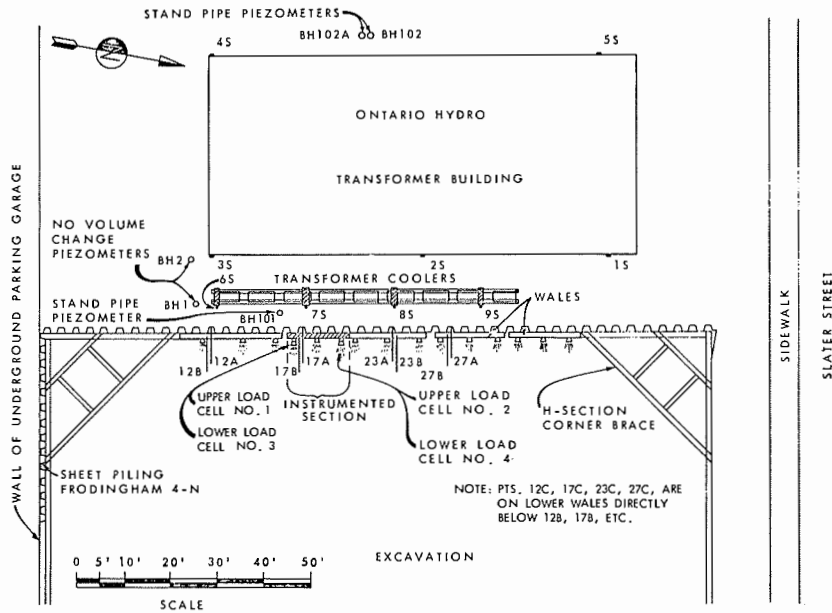 STAND PIPE PIEZOMETERS
BH102A
BH102
4S
5S
N
ONTARIO HYDRO
TRANSFORMER BUILDING
WALL OF UNDERGROUND PARKING GARAGE
NO VOLUME
CHANGE
PIEZOMETERS
BH2
3S
2S
1S
6S
TRANSFORMER COOLERS
BH1
STAND PIPE
PIEZOMETER
BH101
7S
8S
9S
WALES
SIDEWALK
SLATER STREET
12A
12B
17A
17B
23A
23B
27A
27B
UPPER LOAD
CELL NO. 1
LOWER LOAD
CELL NO. 3
INSTRUMENTED
SECTION
UPPER LOAD
CELL NO. 2
LOWER LOAD
CELL NO. 4
H-SECTION
CORNER BRACE
SHEET PILING
FRODINGHAM 4-N
NOTE: PTS. 12C, 17C, 23C, 27C, ARE
ON LOWER WALES DIRECTLY
BELOW 12B, 17B, ETC.
EXCAVATION
0 5' 10' 20' 30' 40' 50'
SCALE